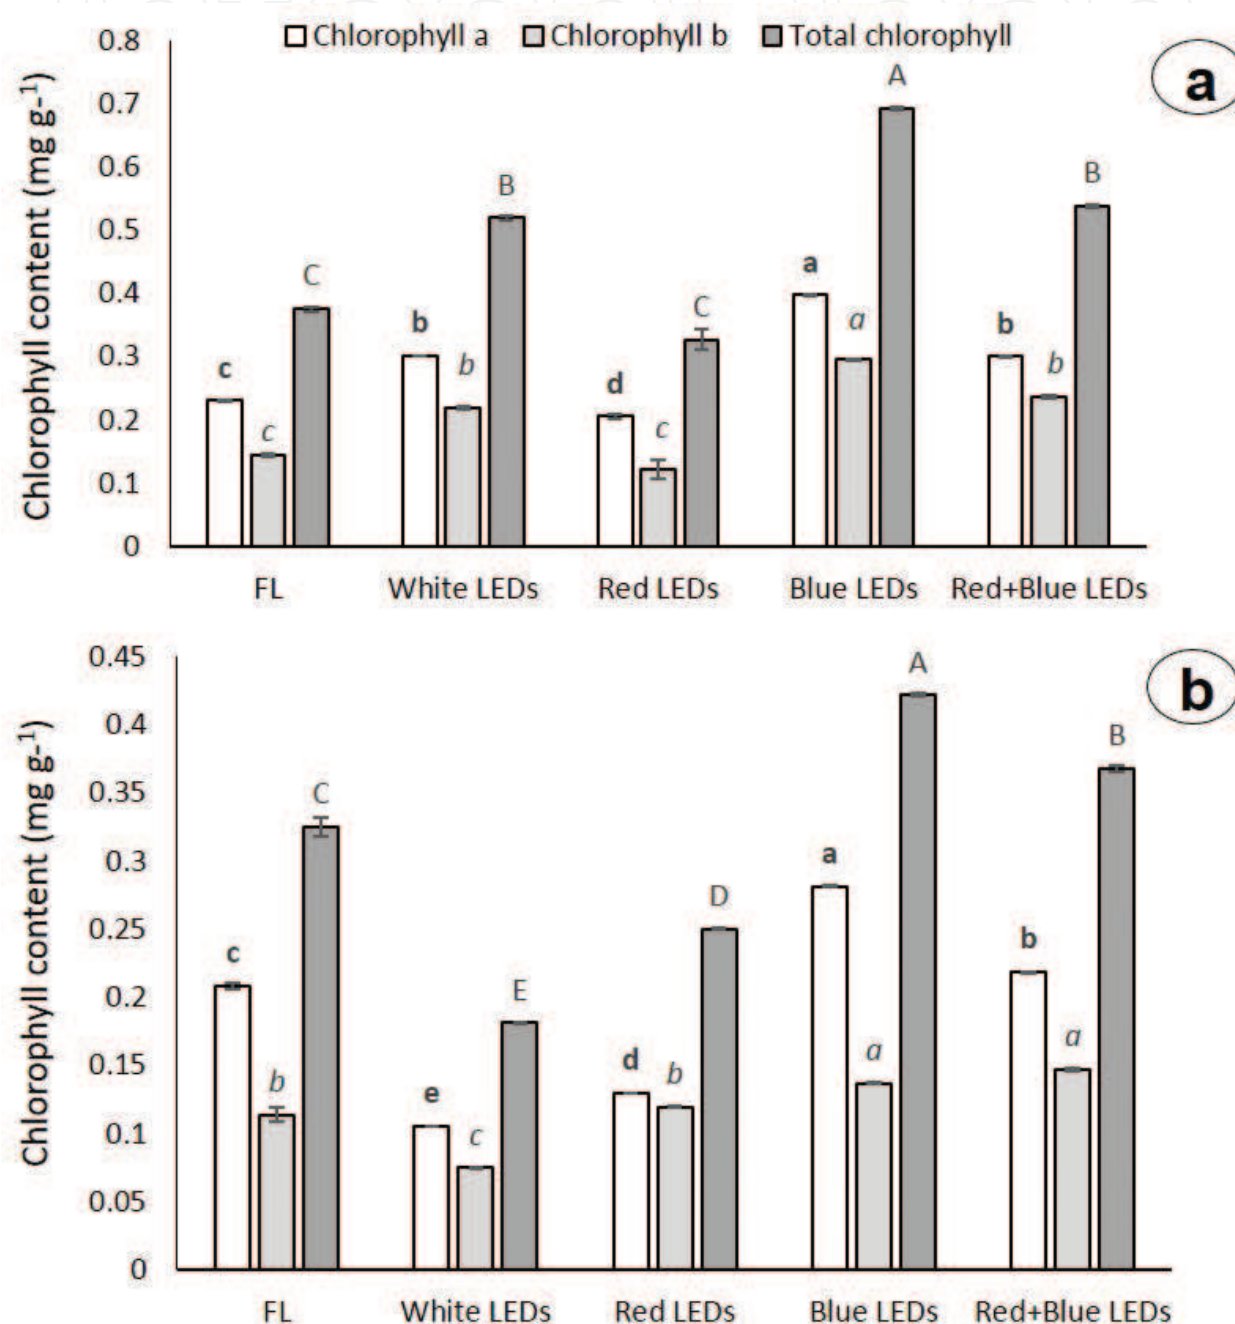 Chlorophyll a Chlorophyll b Total chlorophyll
a
Chlorophyll content (mg g-¹)
0.8
0.7
0.6
0.5
0.4
0.3
0.2
0.1
0
c c C
b b B
d c C
a a A
b b B
FL White LEDs Red LEDs Blue LEDs Red+Blue LEDs
b
Chlorophyll content (mg g-¹)
0.45
0.4
0.35
0.3
0.25
0.2
0.15
0.1
0.05
0
c b C
e c E
d b D
a a A
b a B
FL White LEDs Red LEDs Blue LEDs Red+Blue LEDs